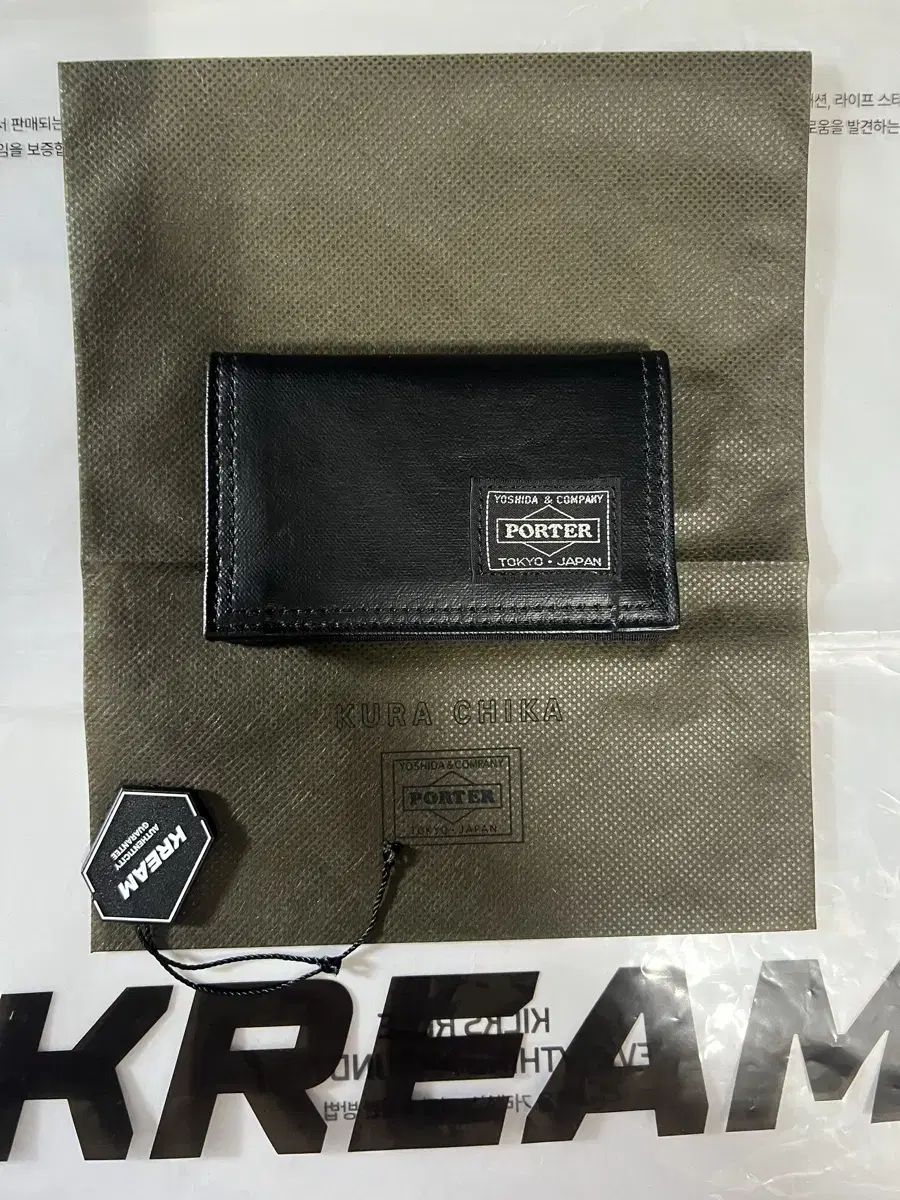 션, 라이프 스타
서 판매되는
로움을 발견하는
임을 보증합
YOSHIDA & COMPANY
PORTER
TOKYO • JAPAN
KURA CHIKA
YOSHIDA & COMPANY
PORTER
TOKYO • JAPAN
KREAM
AUTHENTICITY
GUARANTEE
KREAM